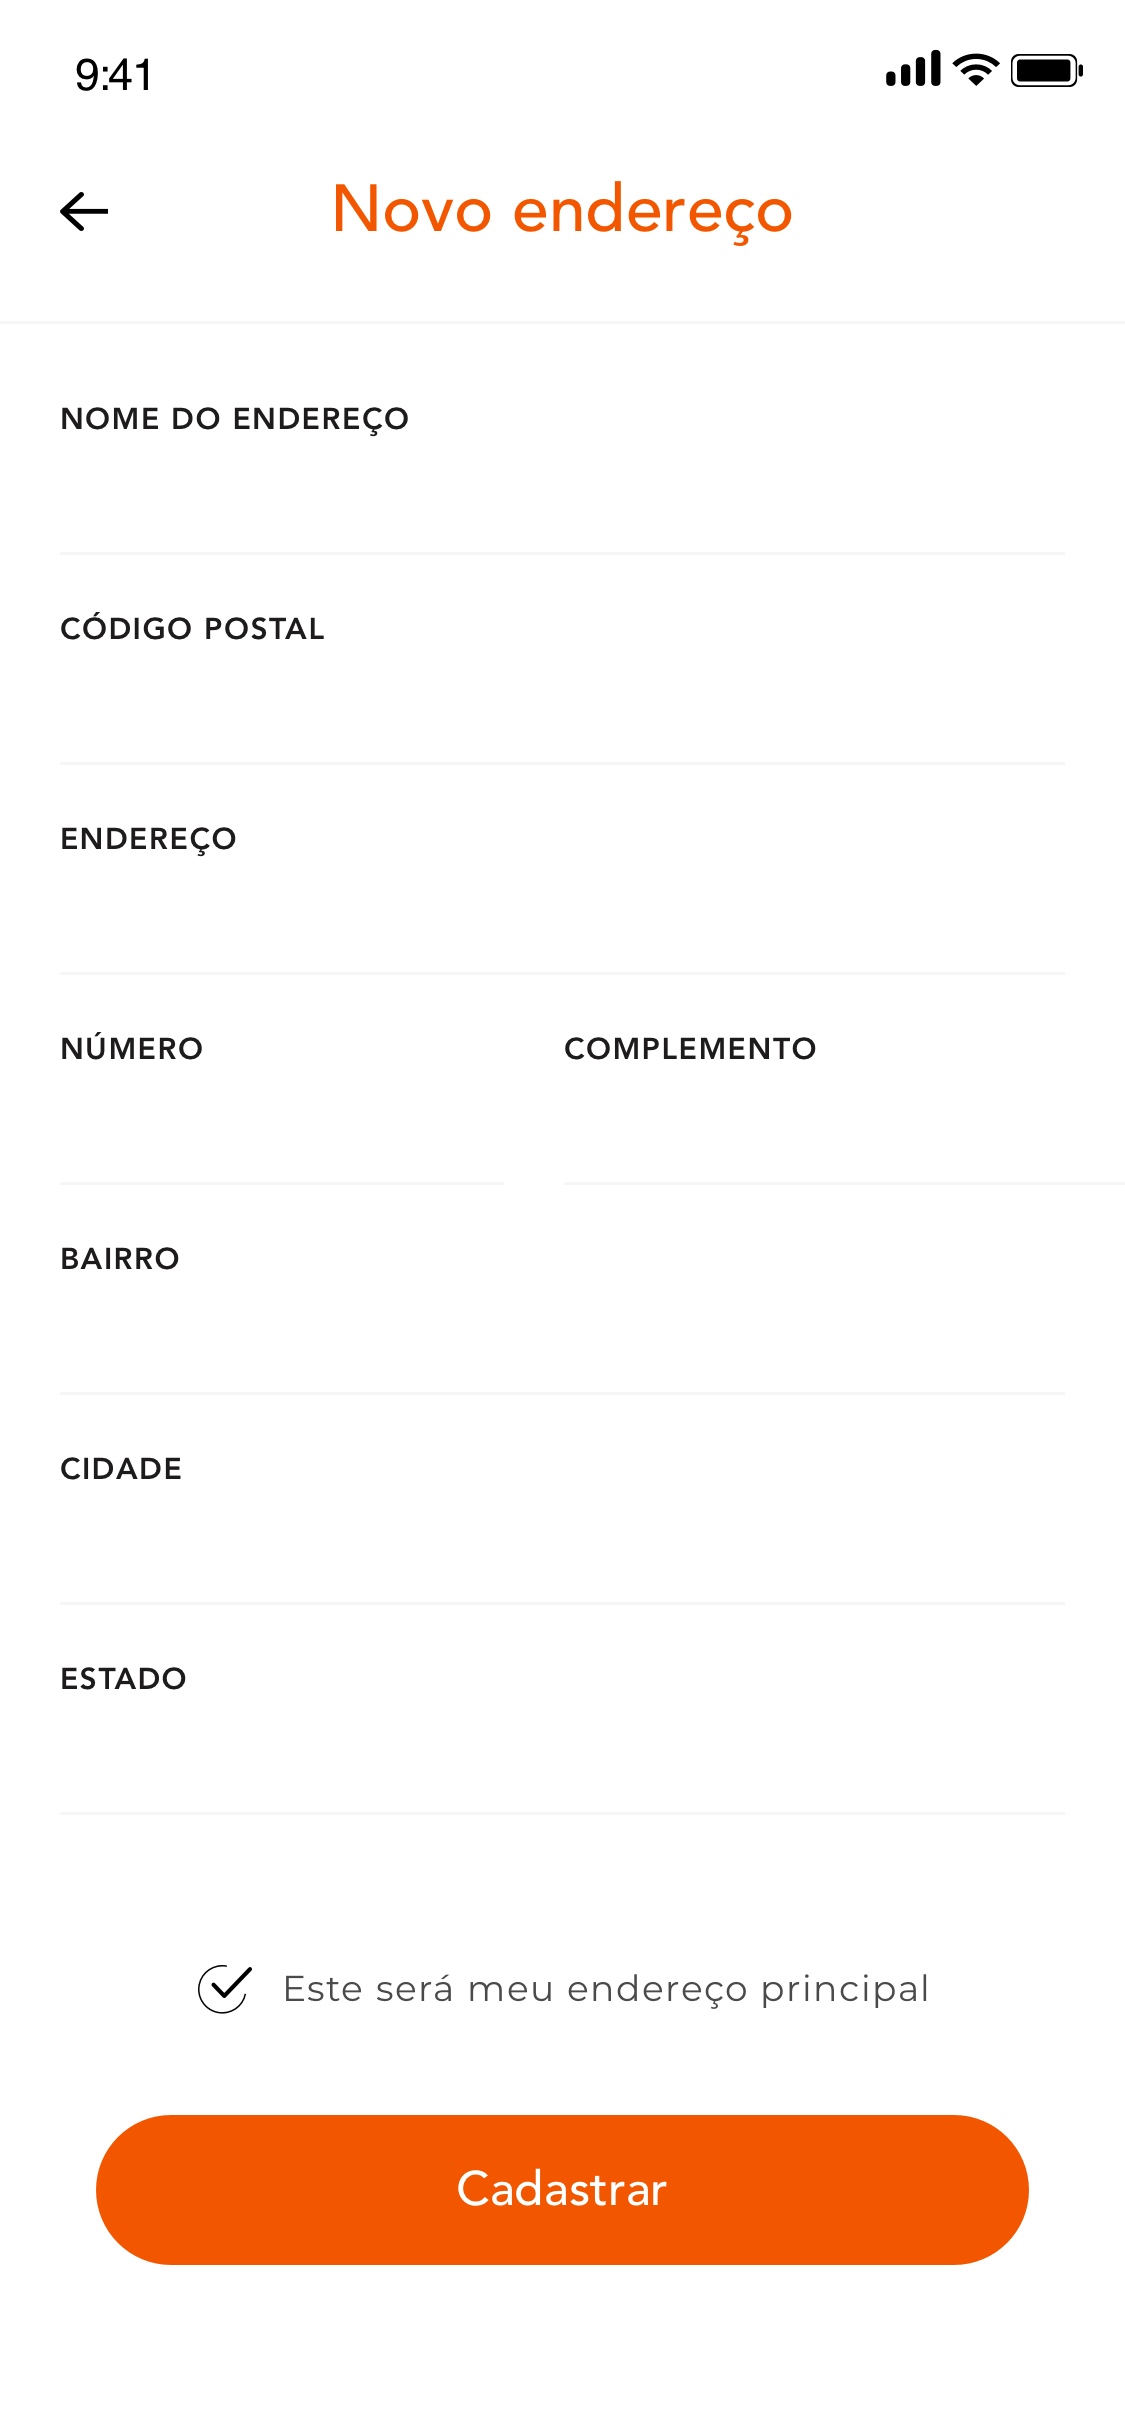 9:41
Novo endereço
NOME DO ENDEREÇO
CÓDIGO POSTAL
ENDEREÇO
NÚMERO
COMPLEMENTO
BAIRRO
CIDADE
ESTADO
Este será meu endereço principal
Cadastrar